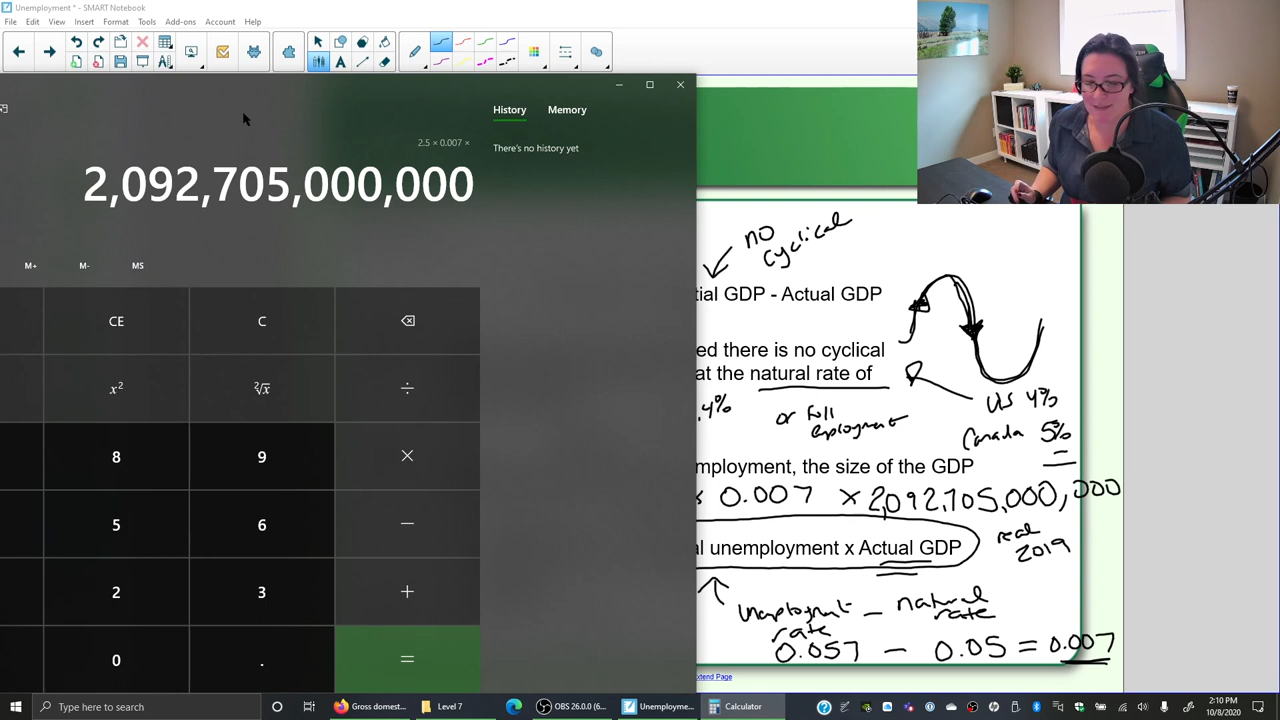 Unemployment * - SMART Notebook
File Edit View Insert Format Tools Add-ons Account Help
History Memory
There's no history yet
2.5 × 0.007 ×
2,092,705,000,000
M+ M- MS
CE C
x²
²√x ÷
8 9 ×
5 6 −
2 3 +
0 . =
no
cyclical
tial GDP - Actual GDP
ed there is no cyclical
at the natural rate of
.4%
or full
employment
US 4%
Canada 5%
mployment, the size of the GDP
x 0.007 x 2,092,705,000,000
real
2019
al unemployment x Actual GDP
Unemployment
rate
- natural
rate
0.057 - 0.05 = 0.007
xtend Page
Type here to search
Gross domest...
Level 7
OBS 26.0.0 (6...
Unemployme...
Calculator
2:10 PM
10/8/2020